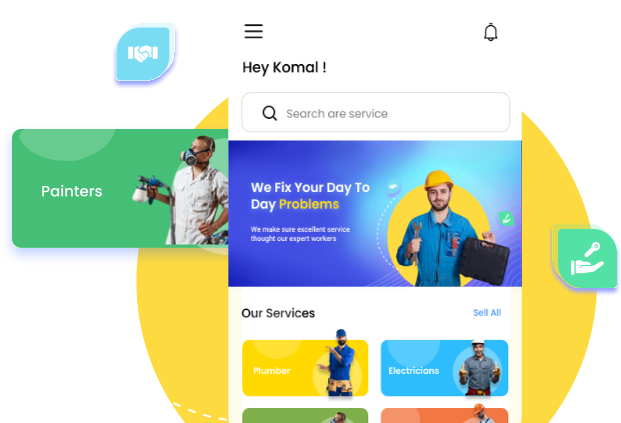 Hey Komal !
Search are service
Painters
We Fix Your Day To
Day Problems
We make sure excellent service
thought our expert workers
Our Services
Sell All
Plumber
Electricians